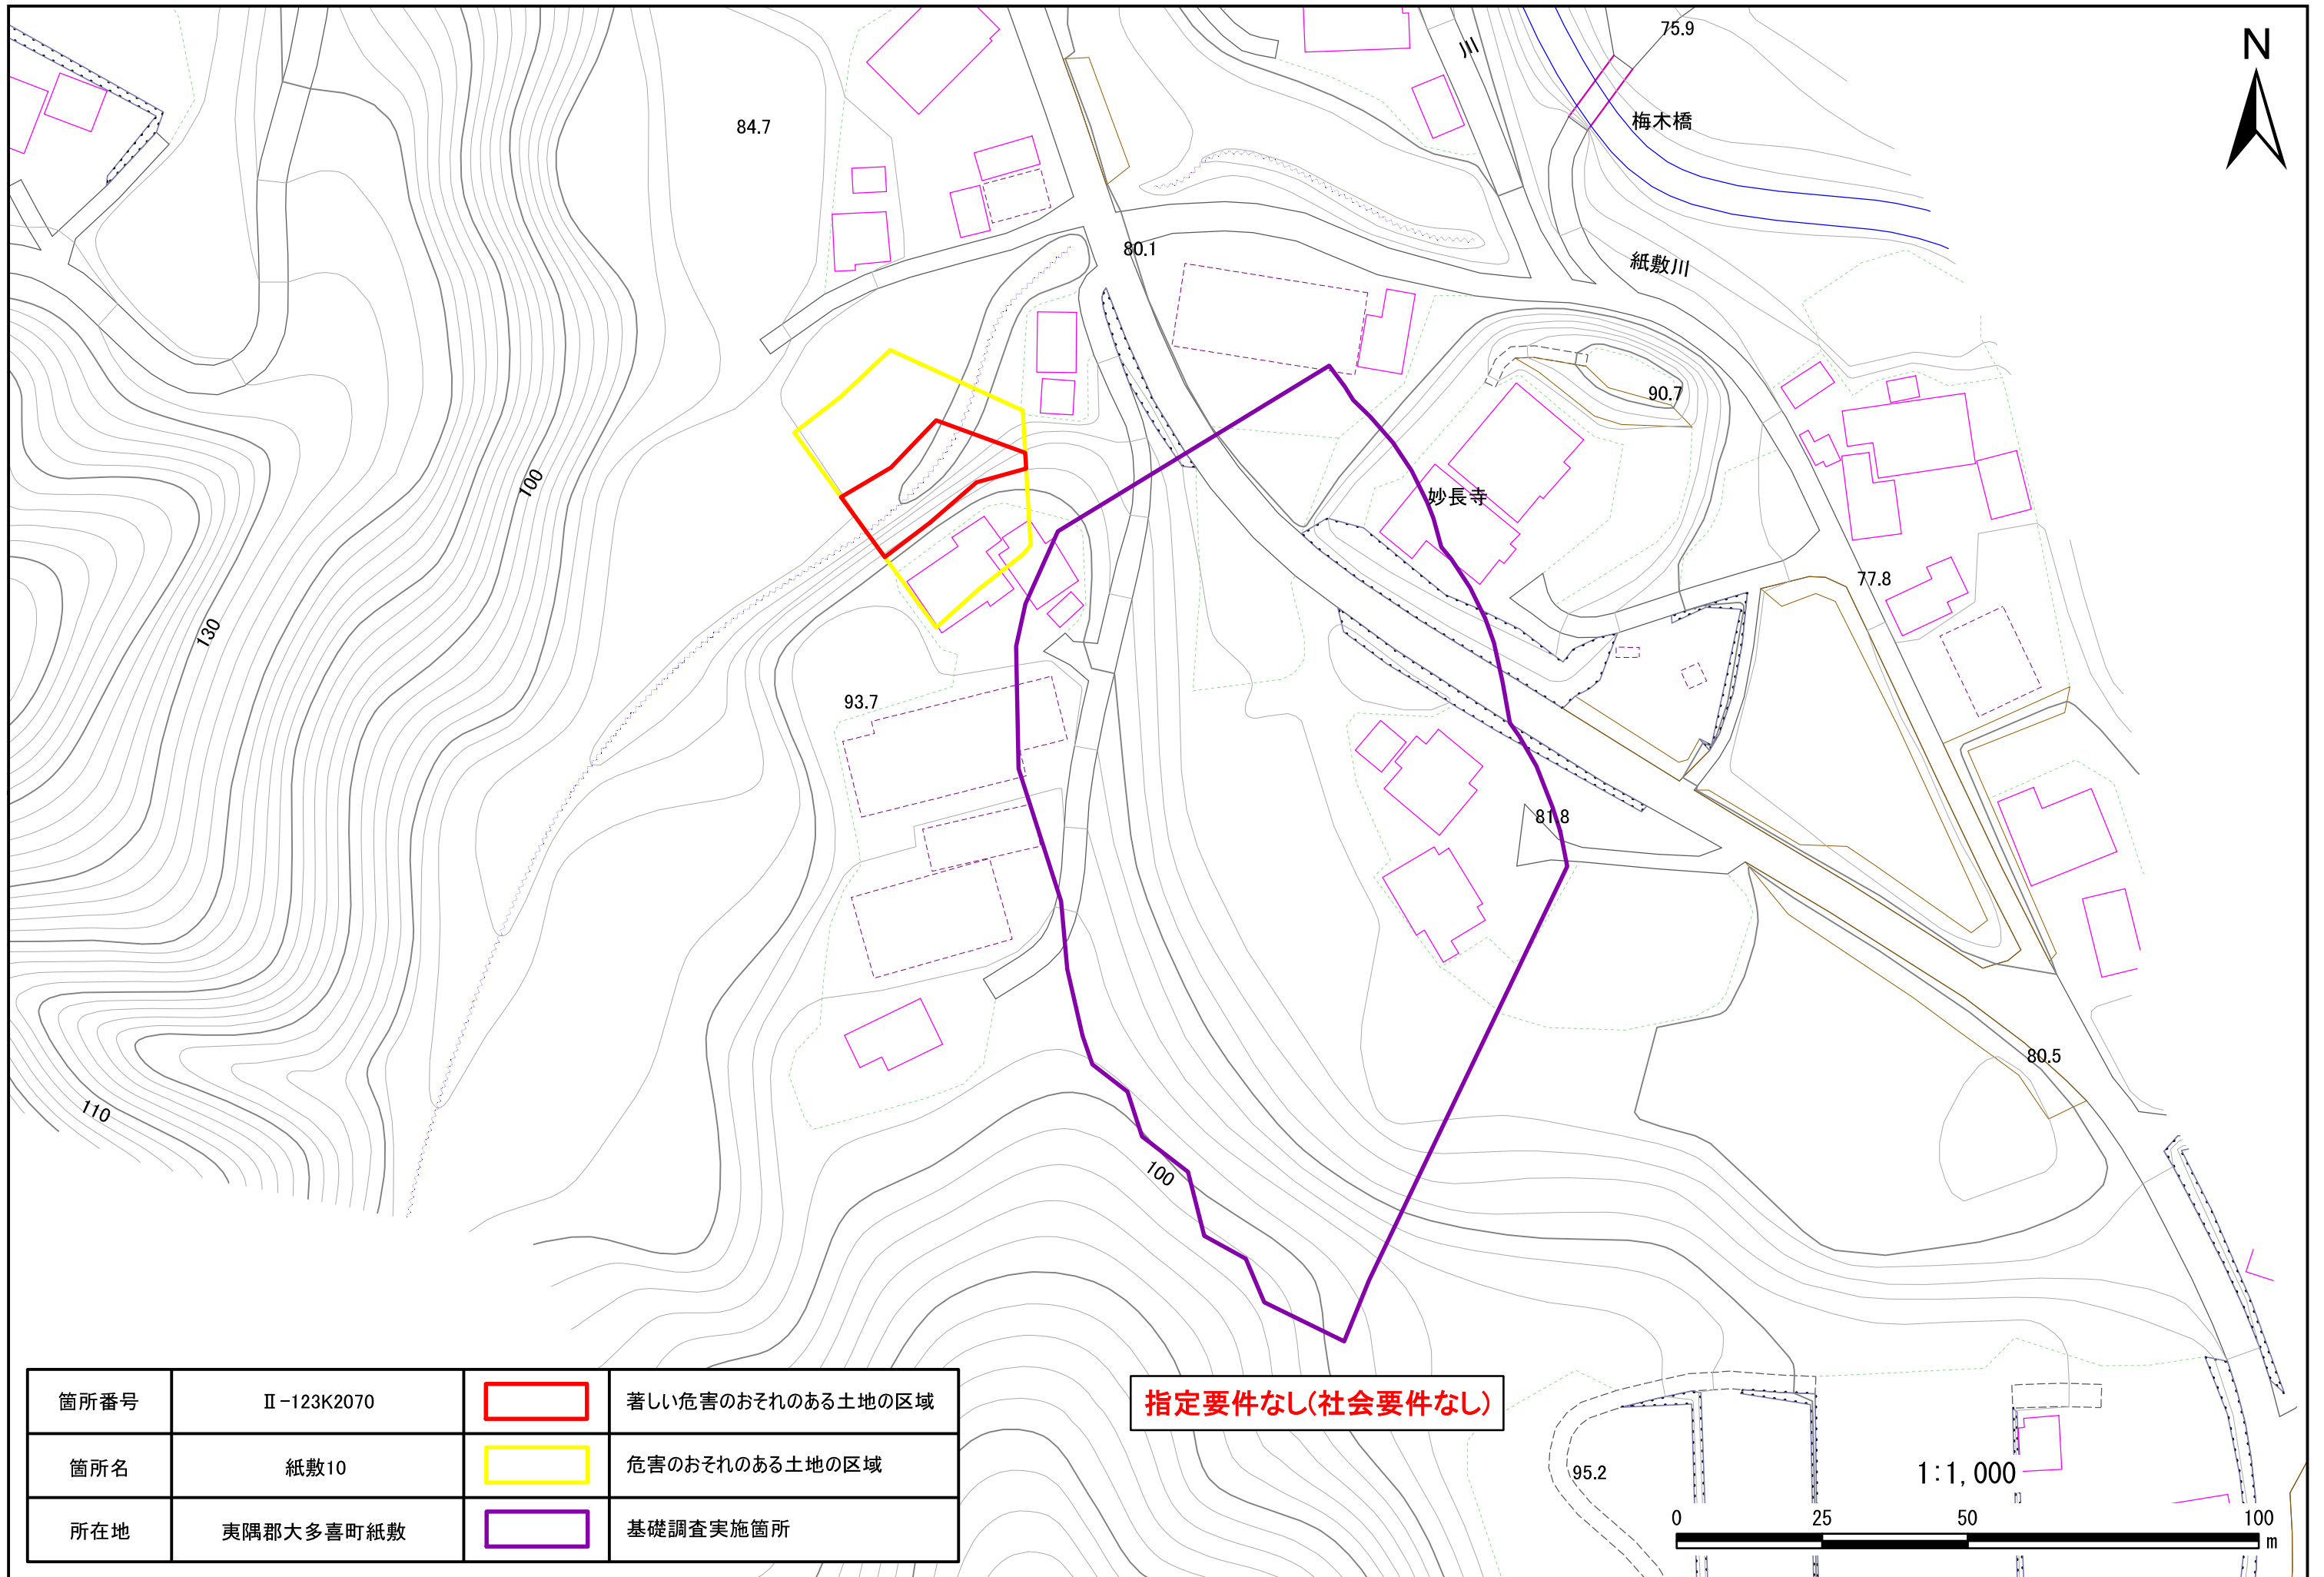 75.9
N
川
梅木橋
84.7
80.1
紙敷川
90.7
100
妙長寺
77.8
130
93.7
81.8
80.5
110
100
箇所番号 Ⅱ-123K2070 著しい危害のおそれのある土地の区域
箇所名 紙敷10 危害のおそれのある土地の区域
所在地 夷隅郡大多喜町紙敷 基礎調査実施箇所
指定要件なし(社会要件なし)
95.2
1:1,000
0 25 50 100
m